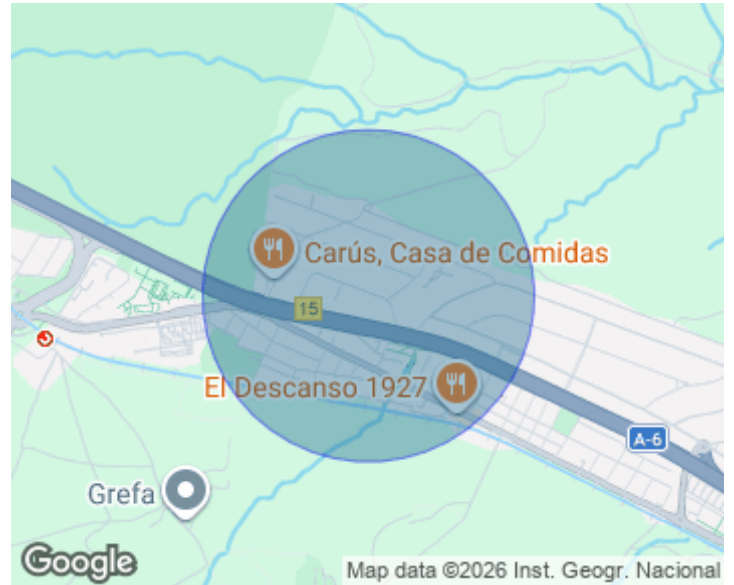 Carús, Casa de Comidas
15
El Descanso 1927
A-6
Grefa
Google
Map data ©2026 Inst. Geogr. Nacional